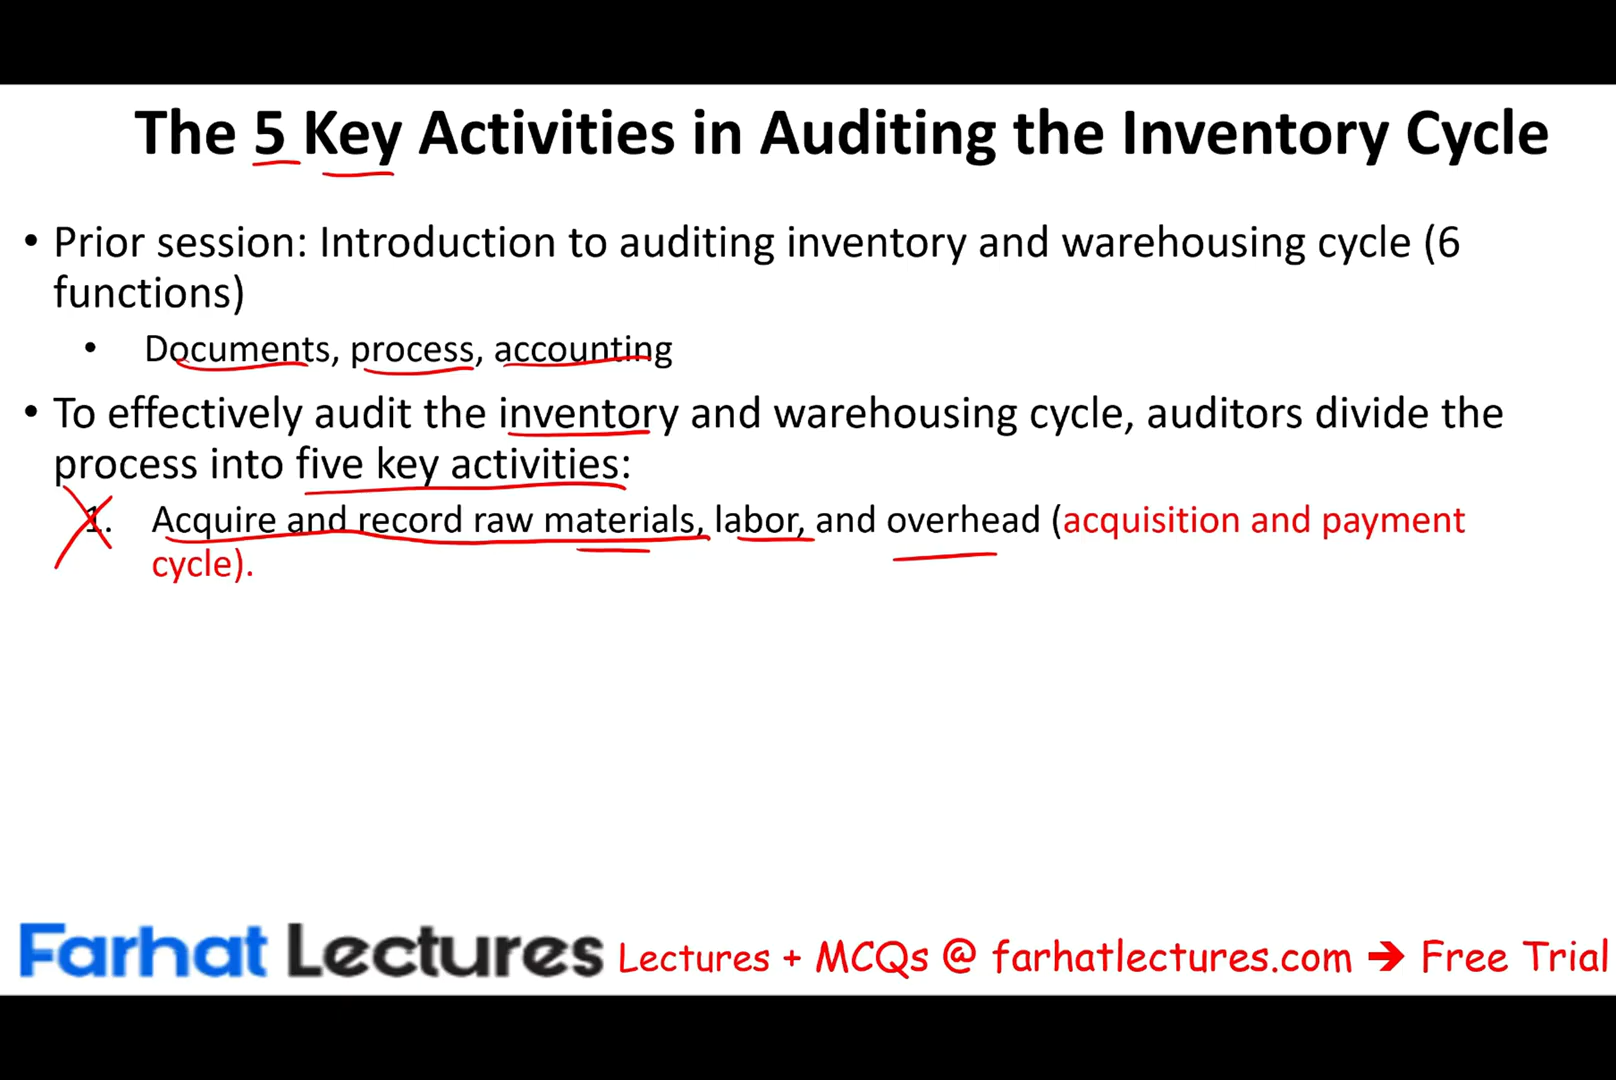 The 5 Key Activities in Auditing the Inventory Cycle
• Prior session: Introduction to auditing inventory and warehousing cycle (6
functions)
• Documents, process, accounting
• To effectively audit the inventory and warehousing cycle, auditors divide the
process into five key activities:
1. Acquire and record raw materials, labor, and overhead (acquisition and payment
cycle).
Farhat Lectures Lectures + MCQs @ farhatlectures.com ➔ Free Trial